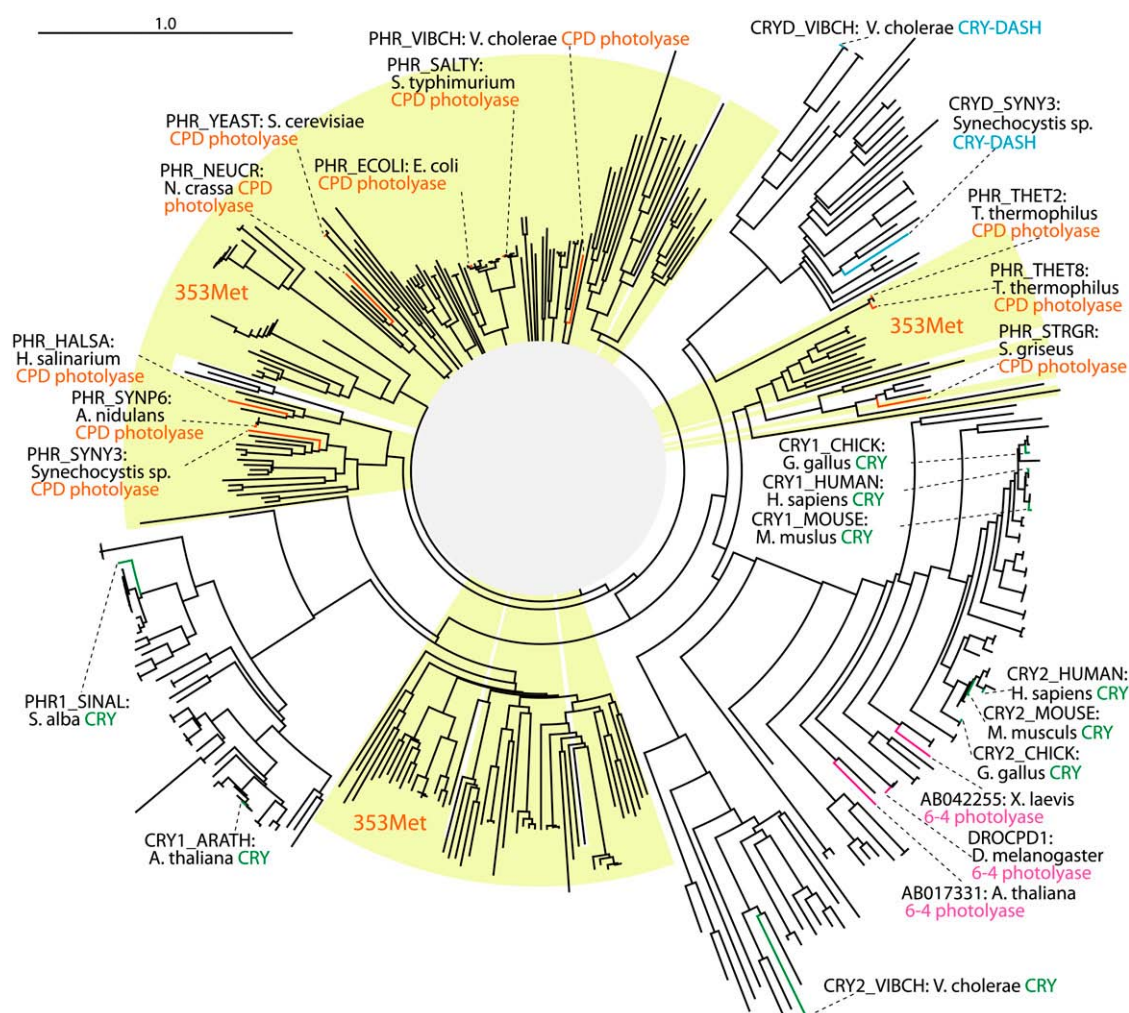 1.0
PHR_VIBCH: V. cholerae CPD photolyase
PHR_SALTY:
S. typhimurium
CPD photolyase
PHR_YEAST: S. cerevisiae
CPD photolyase
PHR_NEUCR:
N. crassa CPD
photolyase
PHR_ECOLI: E. coli
CPD photolyase
353Met
PHR_HALSA:
H. salinarium
CPD photolyase
PHR_SYNP6:
A. nidulans
CPD photolyase
PHR_SYNY3:
Synechocystis sp.
CPD photolyase
CRYD_VIBCH: V. cholerae CRY-DASH
CRYD_SYNY3:
Synechocystis sp.
CRY-DASH
PHR_THET2:
T. thermophilus
CPD photolyase
PHR_THET8:
T. thermophilus
CPD photolyase
353Met
PHR_STRGR:
S. griseus
CPD photolyase
CRY1_CHICK:
G. gallus CRY
CRY1_HUMAN:
H. sapiens CRY
CRY1_MOUSE:
M. muslus CRY
PHR1_SINAL:
S. alba CRY
CRY1_ARATH:
A. thaliana CRY
353Met
CRY2_HUMAN:
H. sapiens CRY
CRY2_MOUSE:
M. musculs CRY
CRY2_CHICK:
G. gallus CRY
AB042255: X. laevis
6-4 photolyase
DROCPD1:
D. melanogaster
6-4 photolyase
AB017331: A. thaliana
6-4 photolyase
CRY2_VIBCH: V. cholerae CRY